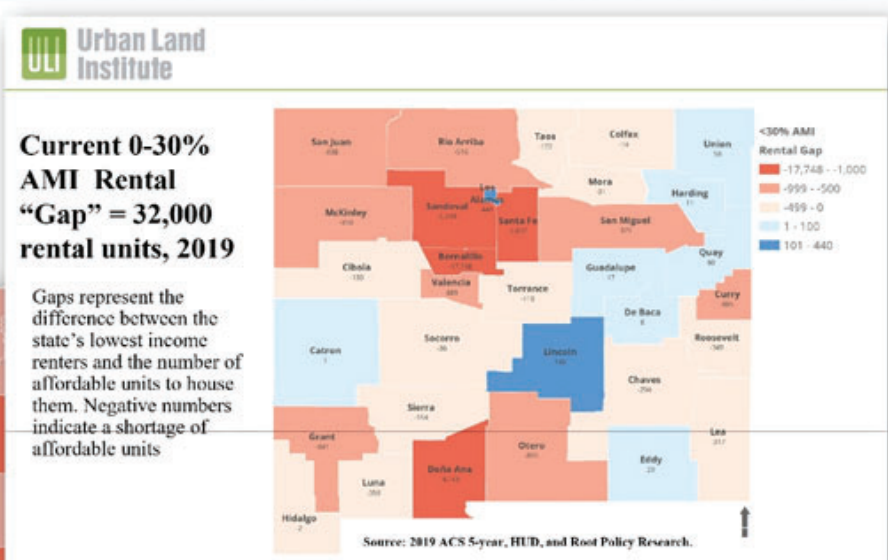 ULI Urban Land
Institute
Current 0-30%
AMI Rental
“Gap” = 32,000
rental units, 2019
Gaps represent the
difference between the
state’s lowest income
renters and the number of
affordable units to house
them. Negative numbers
indicate a shortage of
affordable units
<30% AMI
Rental Gap
-17,748 - -1,000
-999 - -500
-499 - 0
1 - 100
101 - 440
San Juan
Rio Arriba
Taos
Colfax
Union
Mora
Harding
Los
Alamos
McKinley
Sandoval
Santa Fe
San Miguel
Bernalillo
Quay
Cibola
Guadalupe
Valencia
Torrance
Curry
De Baca
Catron
Socorro
Lincoln
Roosevelt
Chaves
Sierra
Grant
Otero
Lea
Eddy
Doña Ana
Luna
Hidalgo
Source: 2019 ACS 5-year, HUD, and Root Policy Research.